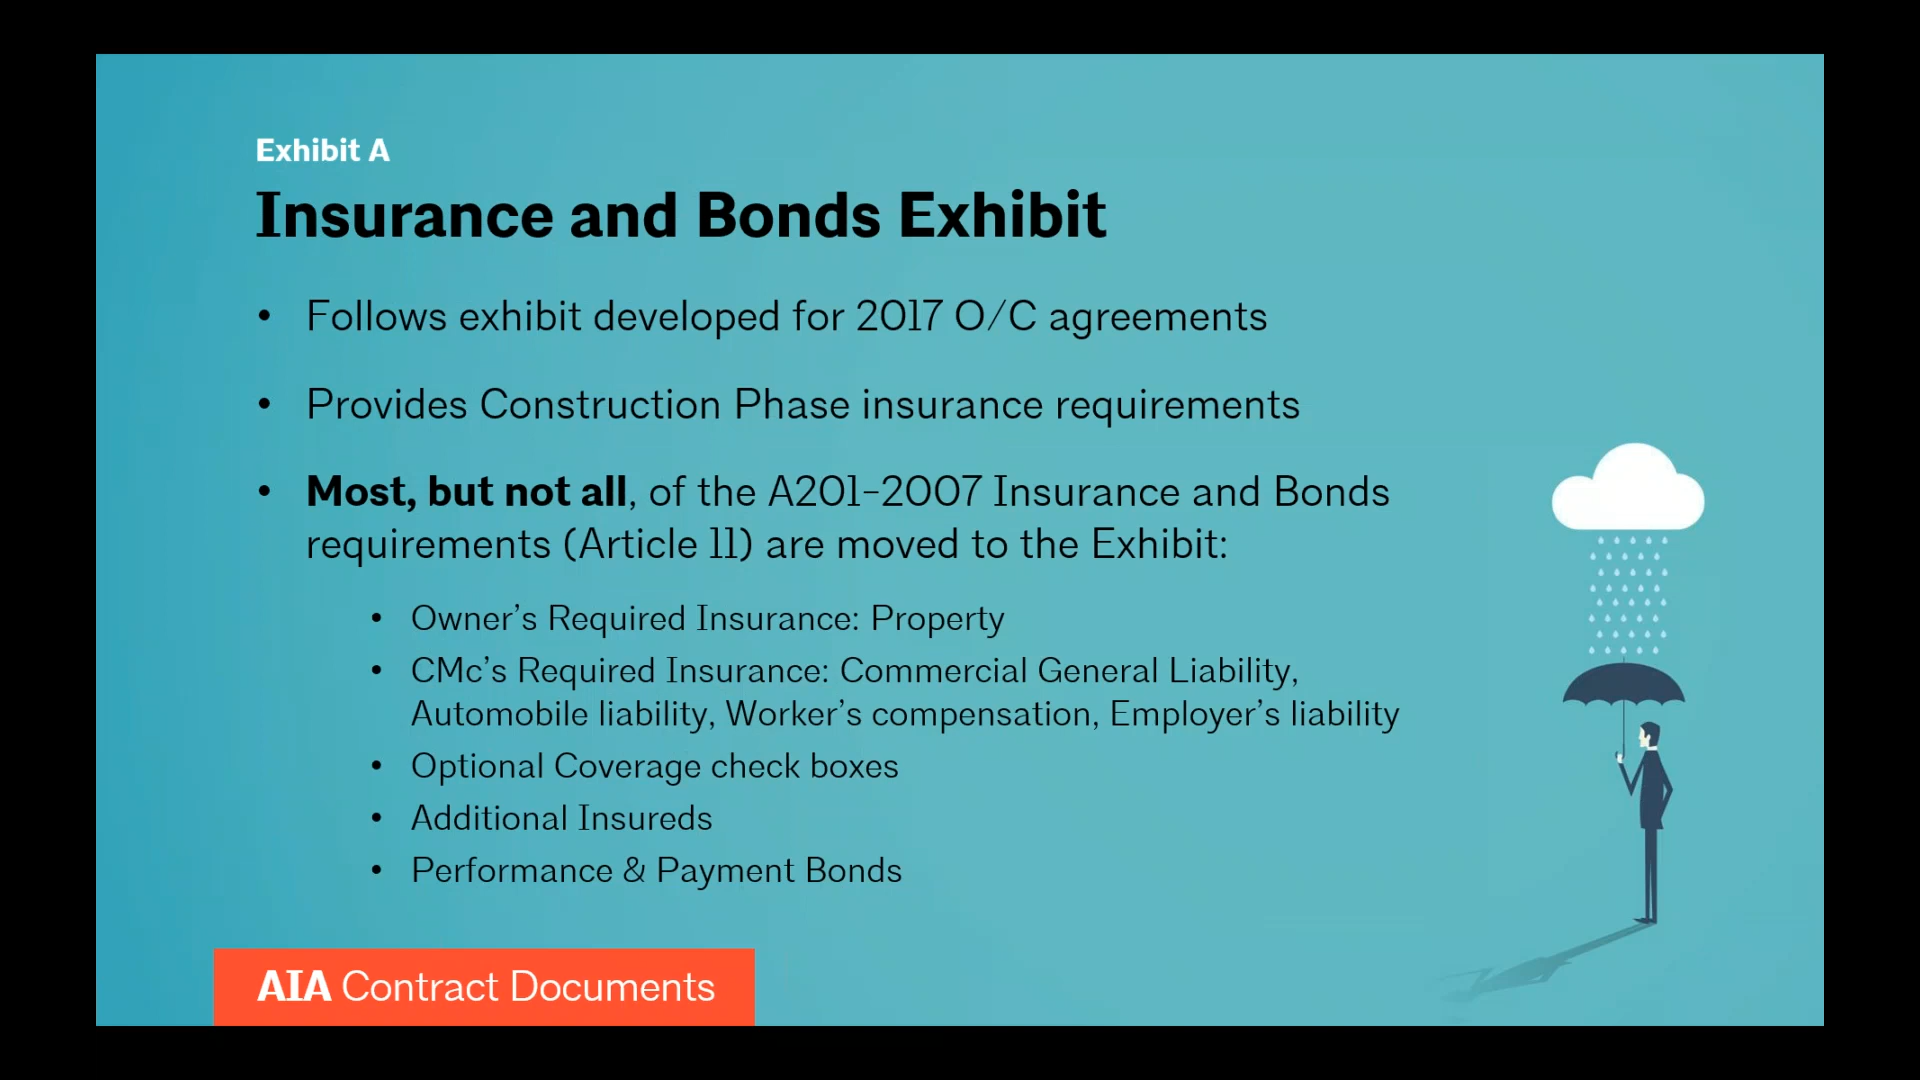 Exhibit A
Insurance and Bonds Exhibit
• Follows exhibit developed for 2017 O/C agreements
• Provides Construction Phase insurance requirements
• Most, but not all, of the A201-2007 Insurance and Bonds
requirements (Article 11) are moved to the Exhibit:
• Owner’s Required Insurance: Property
• CMc’s Required Insurance: Commercial General Liability,
Automobile liability, Worker’s compensation, Employer’s liability
• Optional Coverage check boxes
• Additional Insureds
• Performance & Payment Bonds
AIA Contract Documents